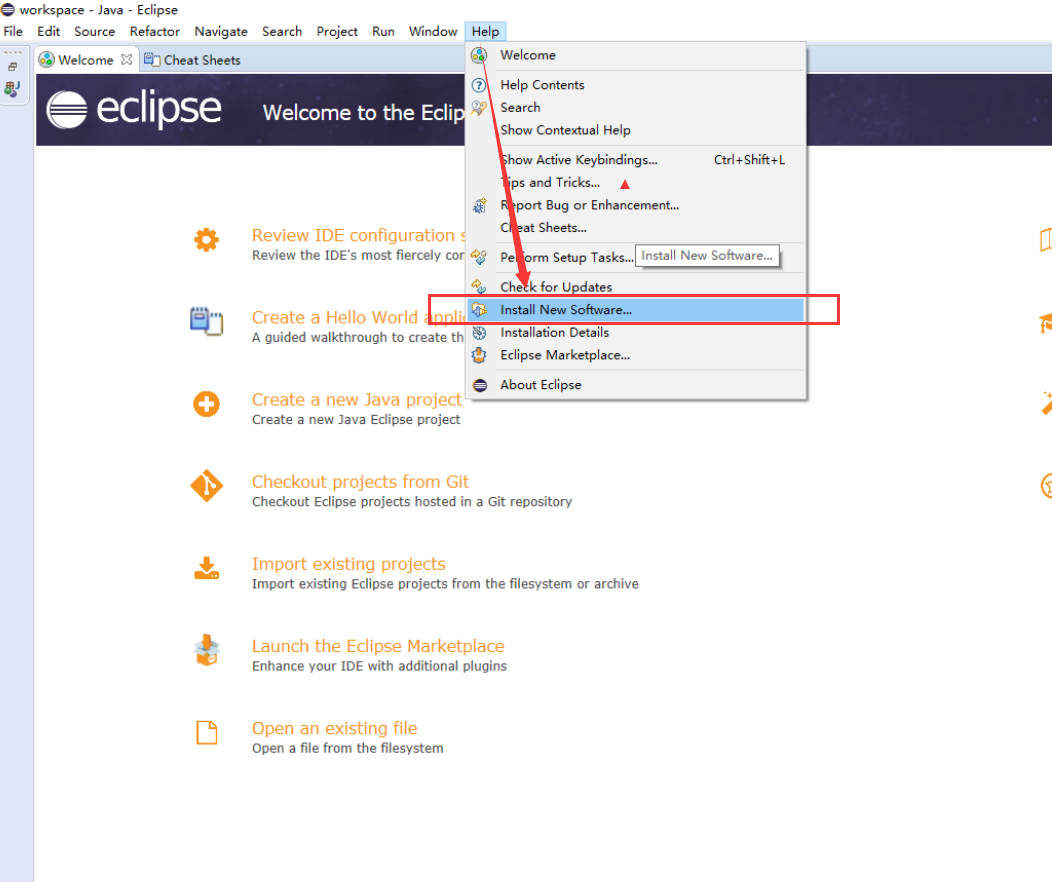 workspace - Java - Eclipse
File Edit Source Refactor Navigate Search Project Run Window Help
Welcome Cheat Sheets
eclipse Welcome to the Eclip
Welcome
Help Contents
Search
Show Contextual Help
Show Active Keybindings... Ctrl+Shift+L
Tips and Tricks...
Report Bug or Enhancement...
Cheat Sheets...
Perform Setup Tasks...
Install New Software...
Check for Updates
Install New Software...
Installation Details
Eclipse Marketplace...
About Eclipse
Review IDE configuration s
Review the IDE's most fiercely con
Create a Hello World appli
A guided walkthrough to create th
Create a new Java project
Create a new Java Eclipse project
Checkout projects from Git
Checkout Eclipse projects hosted in a Git repository
Import existing projects
Import existing Eclipse projects from the filesystem or archive
Launch the Eclipse Marketplace
Enhance your IDE with additional plugins
Open an existing file
Open a file from the filesystem